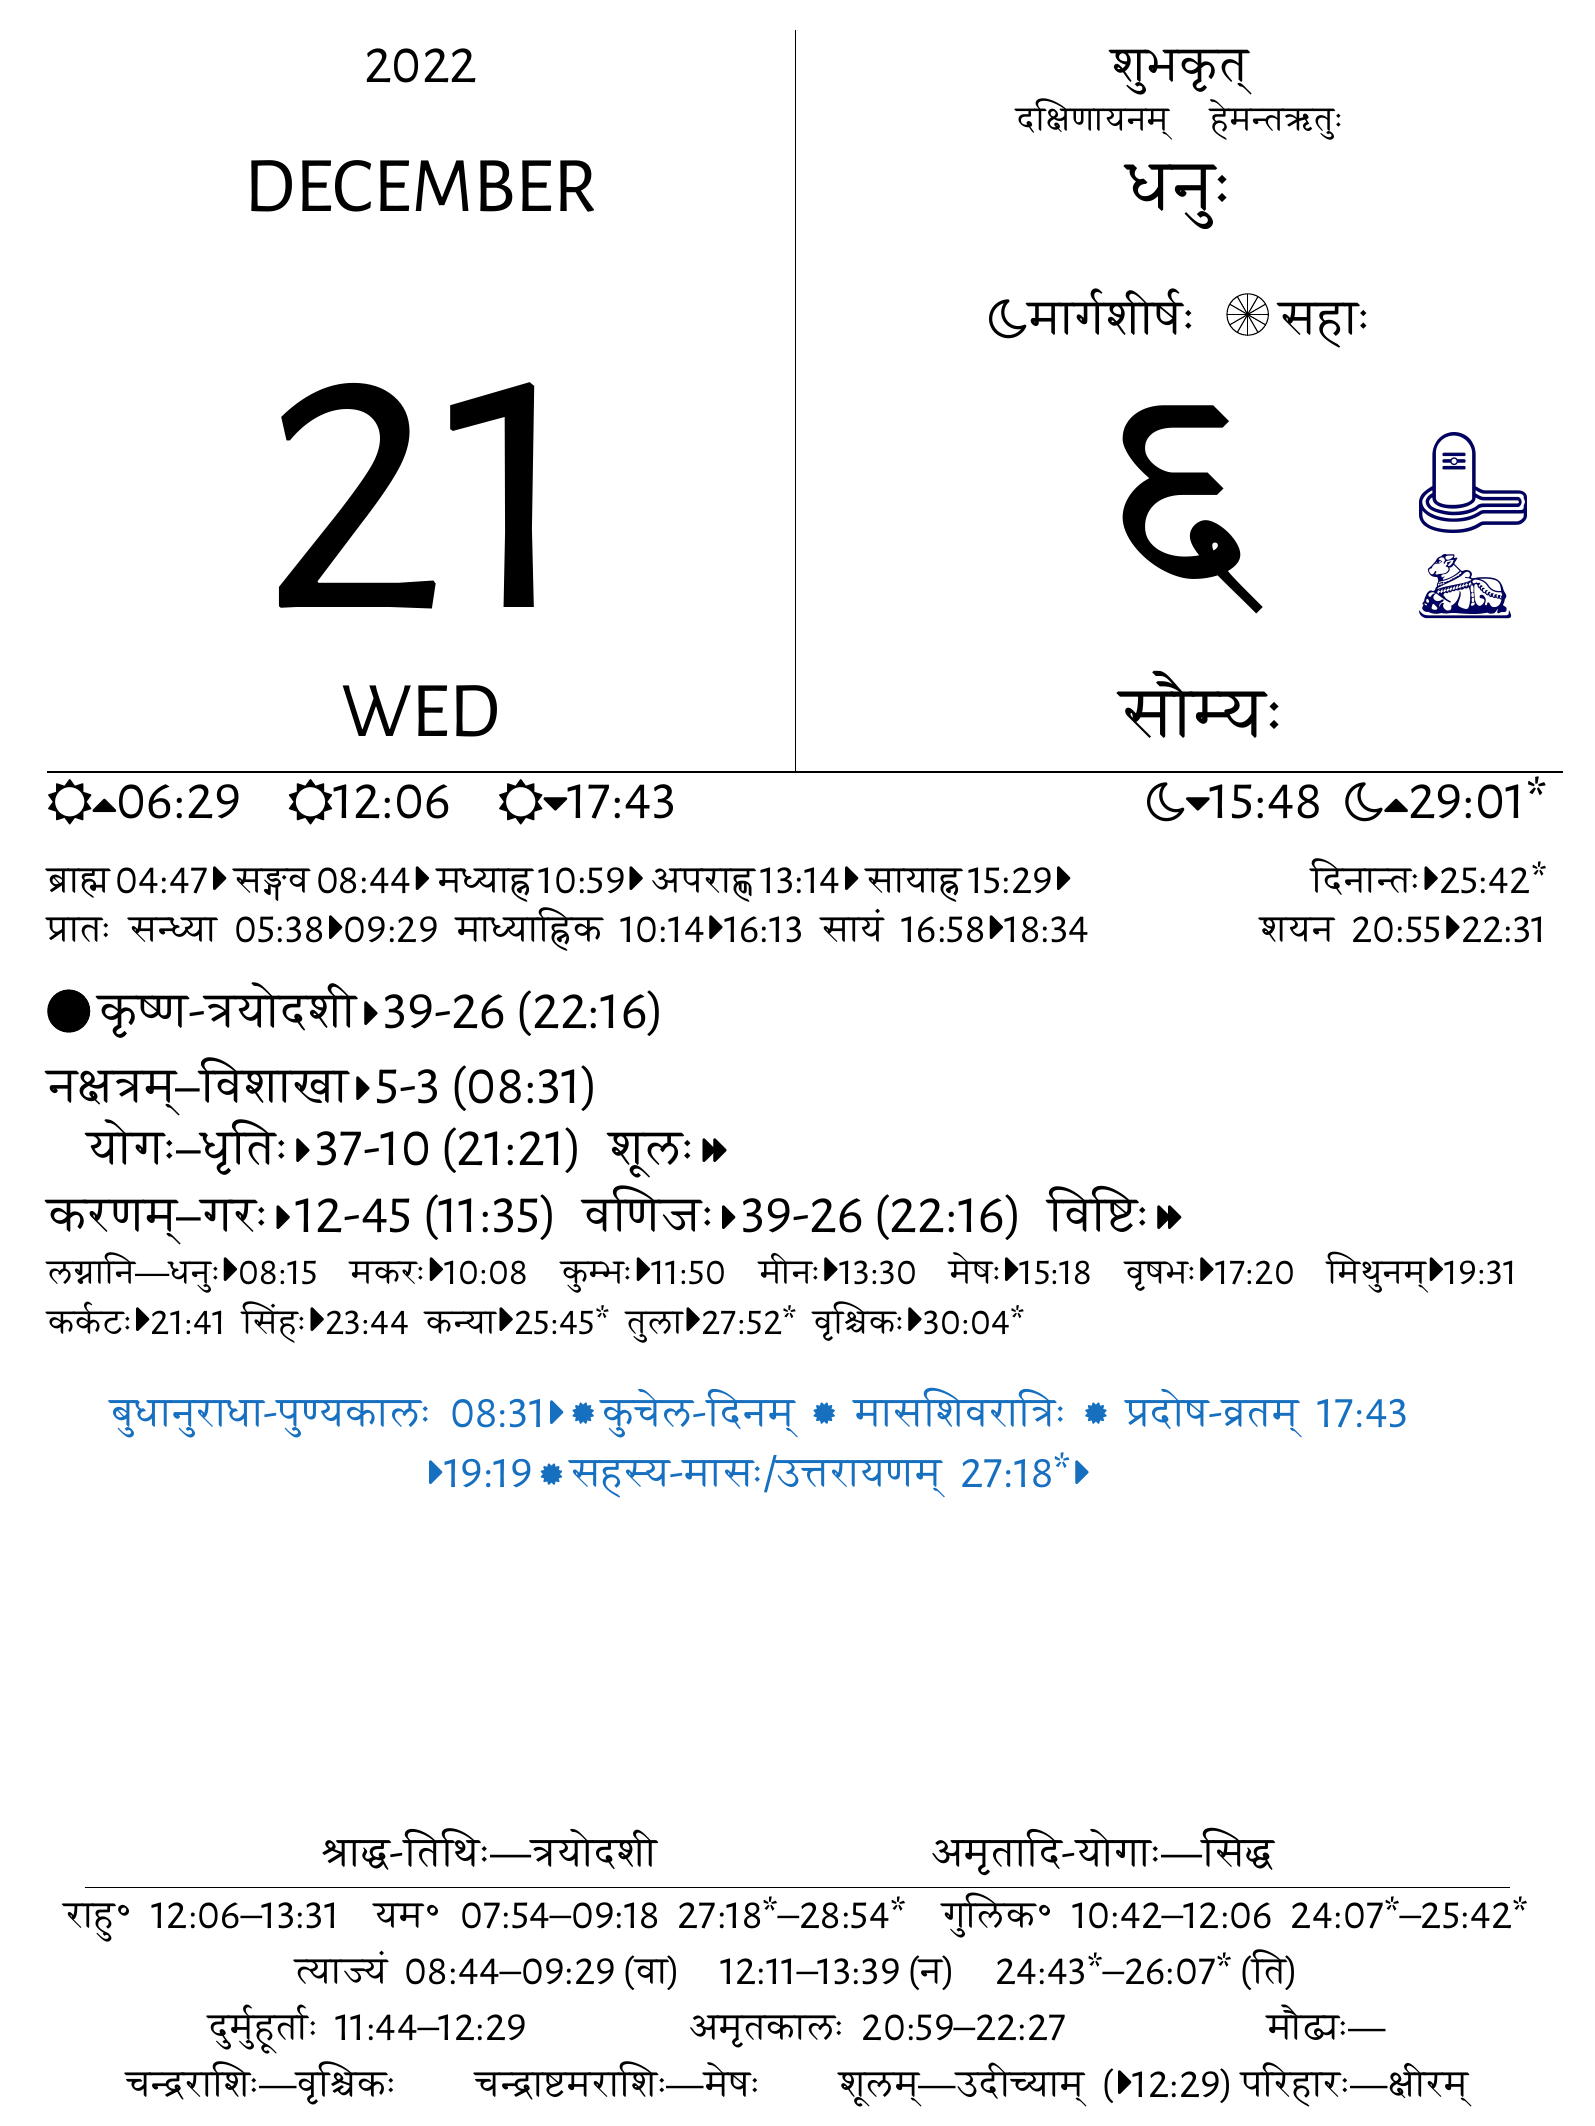 2022
DECEMBER
21
WED
शुभकृत्
दक्षिणायनम् हेमन्तऋतुः
धनुः
मार्गशीर्षः सहाः
६
सौम्यः
06:29 12:06 17:43 15:48 29:01*
ब्राह्म 04:47 सङ्गव 08:44 मध्याह्न 10:59 अपराह्ण 13:14 सायाह्न 15:29 दिनान्तः 25:42*
प्रातः सन्ध्या 05:38 09:29 माध्याह्निक 10:14 16:13 सायं 16:58 18:34 शयन 20:55 22:31
कृष्ण-त्रयोदशी 39-26 (22:16)
नक्षत्रम्–विशाखा 5-3 (08:31)
योगः–धृतिः 37-10 (21:21) शूलः
करणम्–गरः 12-45 (11:35) वणिजः 39-26 (22:16) विष्टिः
लग्नानि—धनुः 08:15 मकरः 10:08 कुम्भः 11:50 मीनः 13:30 मेषः 15:18 वृषभः 17:20 मिथुनम् 19:31
कर्कटः 21:41 सिंहः 23:44 कन्या 25:45* तुला 27:52* वृश्चिकः 30:04*
बुधानुराधा-पुण्यकालः 08:31 कुचेल-दिनम् मासशिवरात्रिः प्रदोष-व्रतम् 17:43
19:19 सहस्य-मासः/उत्तरायणम् 27:18*
श्राद्ध-तिथिः—त्रयोदशी अमृतादि-योगाः—सिद्ध
राहु॰ 12:06–13:31 यम॰ 07:54–09:18 27:18*–28:54* गुलिक॰ 10:42–12:06 24:07*–25:42*
त्याज्यं 08:44–09:29 (वा) 12:11–13:39 (न) 24:43*–26:07* (ति)
दुर्मुहूर्ताः 11:44–12:29 अमृतकालः 20:59–22:27 मौढ्यः—
चन्द्रराशिः—वृश्चिकः चन्द्राष्टमराशिः—मेषः शूलम्—उदीच्याम् (12:29) परिहारः—क्षीरम्